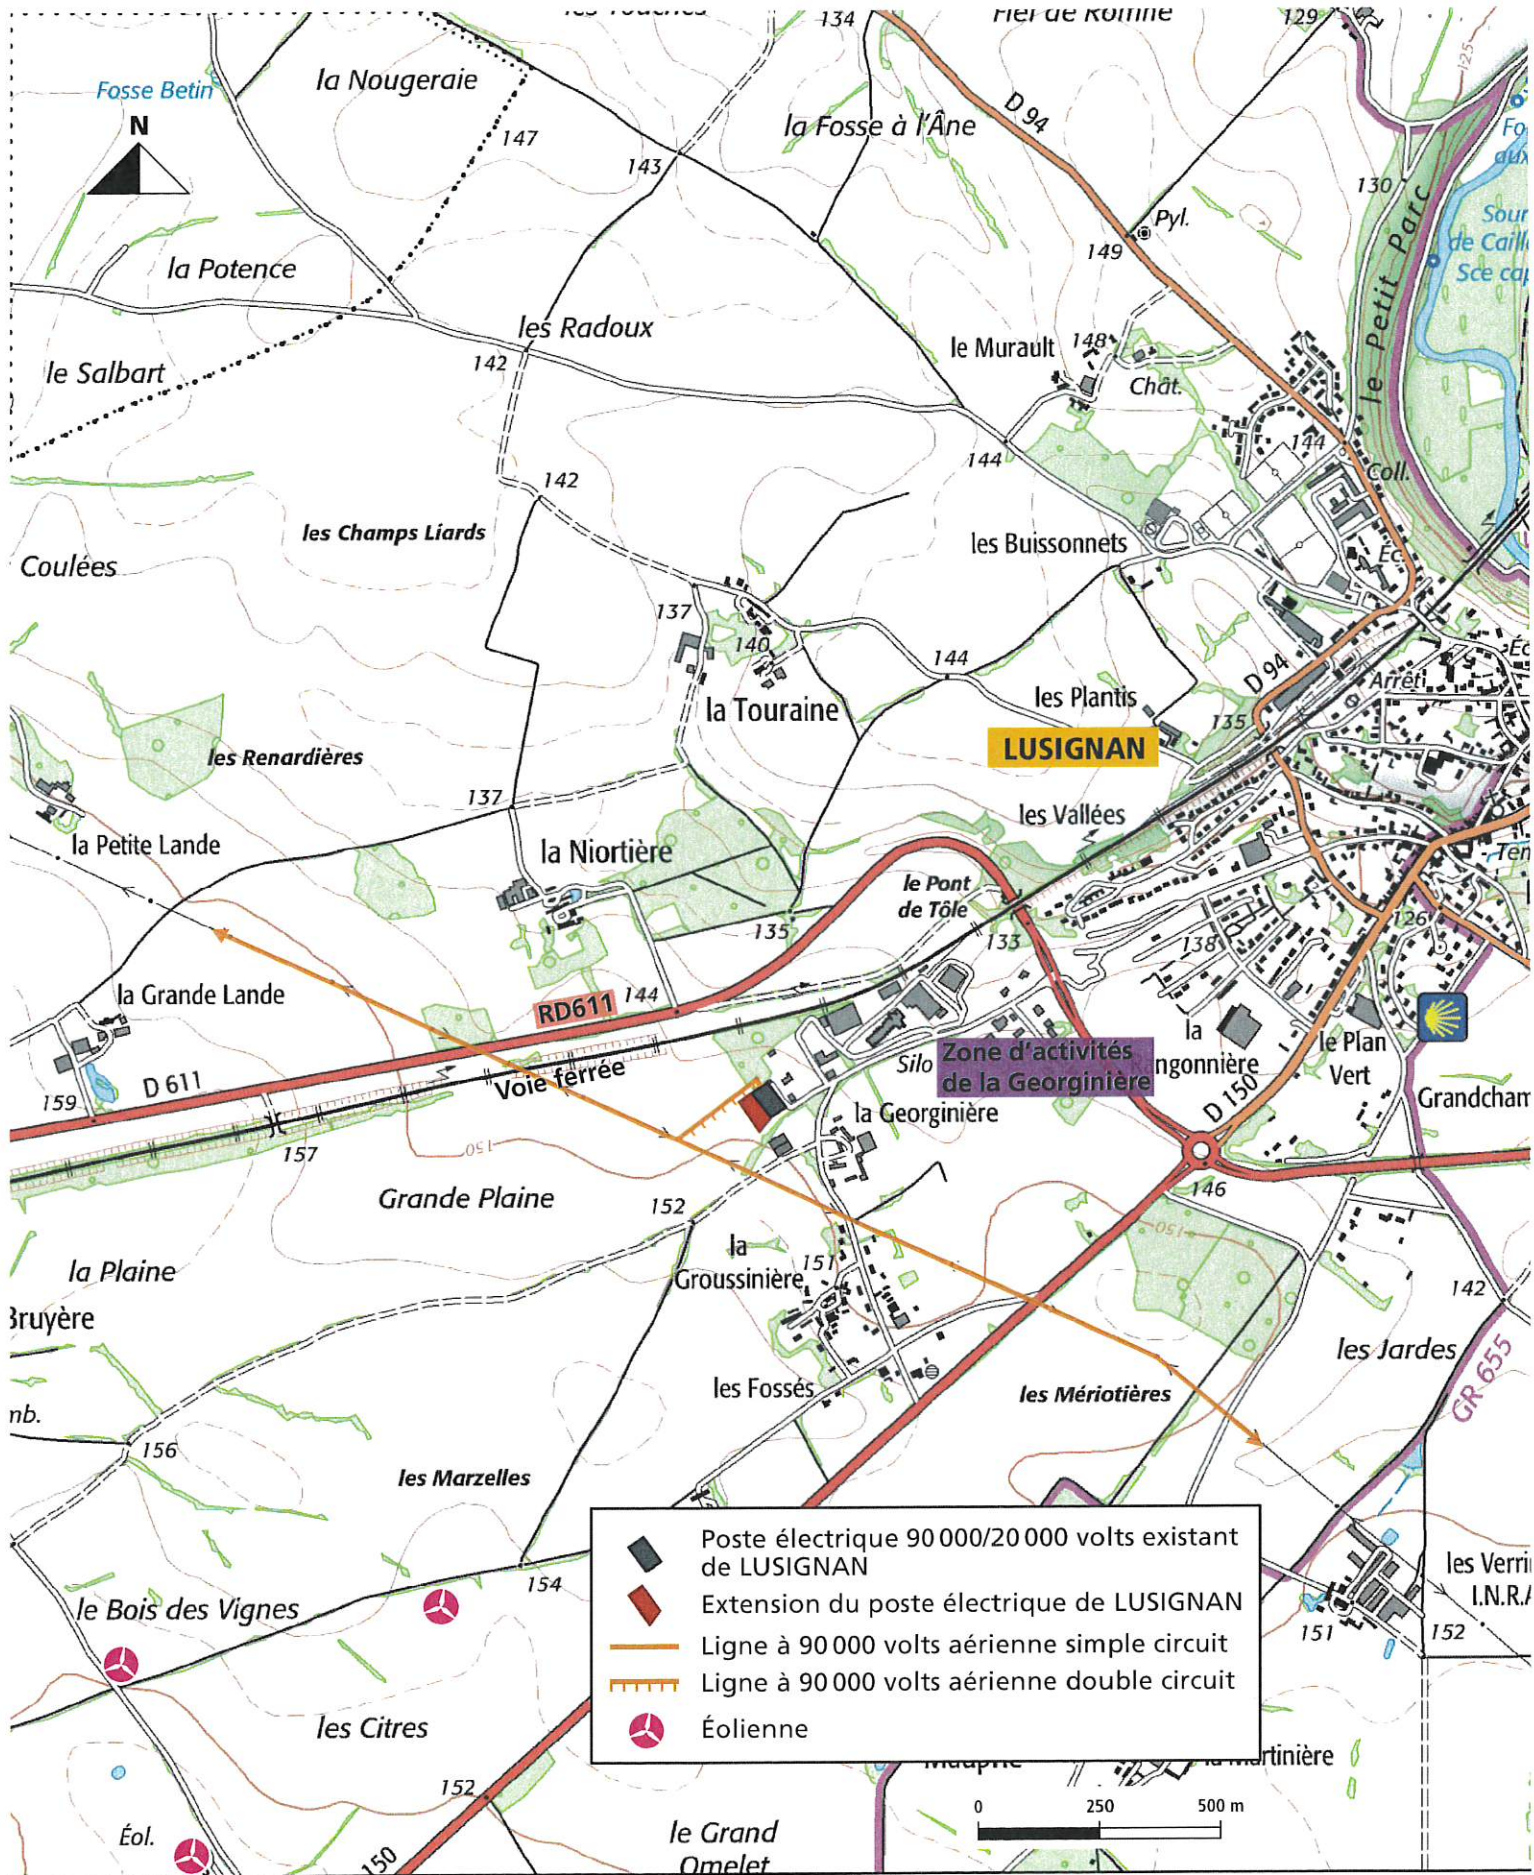 134
129
125
la Nougeraie
Fosse Betin
N
147
143
la Fosse à l'Âne
D 94
130
Pyl.
149
le Petit Parc
la Potence
les Radoux
142
le Salbart
le Murault
148
Chât.
144
144
Coll.
142
les Champs Liards
les Buissonnets
Coulées
137
140
144
la Touraine
les Plantis
D 94
Arrêt
135
LUSIGNAN
les Renardières
137
les Vallées
la Petite Lande
la Niortière
le Pont
de Tôle
135
133
138
126
la Grande Lande
RD611
144
D 611
Voie ferrée
Silo
Zone d'activités
de la Georginière
la
ngonnière
le Plan
Vert
D 150
Grandcham
159
157
la Georginière
150
Grande Plaine
152
146
150
la
Groussinière
151
la Plaine
Bruyère
142
les Jardes
GR 655
les Fossés
les Mériotières
mb.
156
les Marzelles
154
le Bois des Vignes
Poste électrique 90 000/20 000 volts existant
de LUSIGNAN
Extension du poste électrique de LUSIGNAN
Ligne à 90 000 volts aérienne simple circuit
Ligne à 90 000 volts aérienne double circuit
Éolienne
les Verri
I.N.R.A
151
152
les Citres
152
Éol.
150
le Grand
Omelet
0 250 500 m